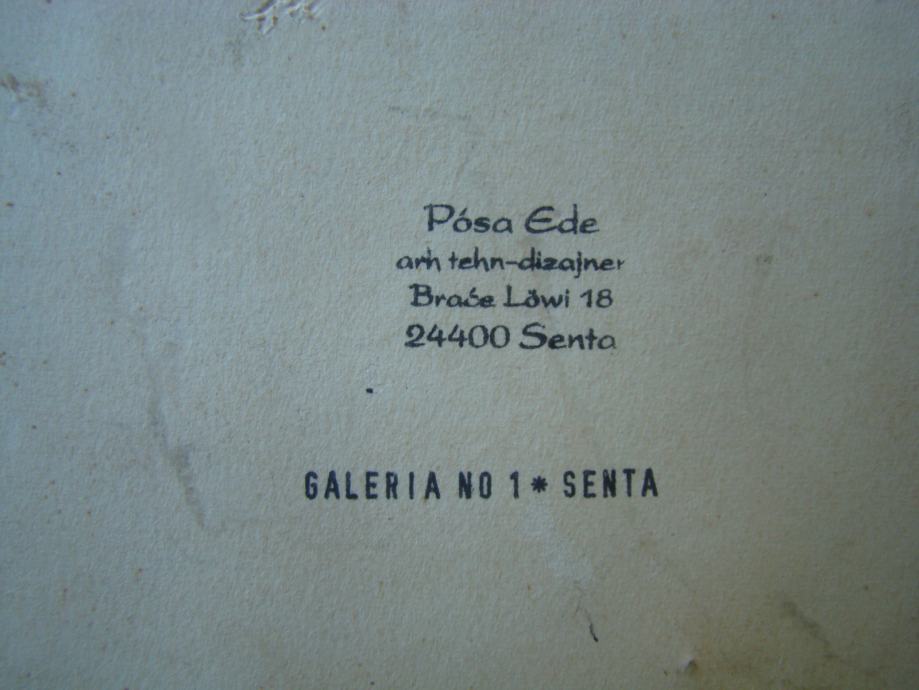 Pósa Ede
arh tehn-dizajner
Braće Löwi 18
24400 Senta
GALERIA NO 1* SENTA